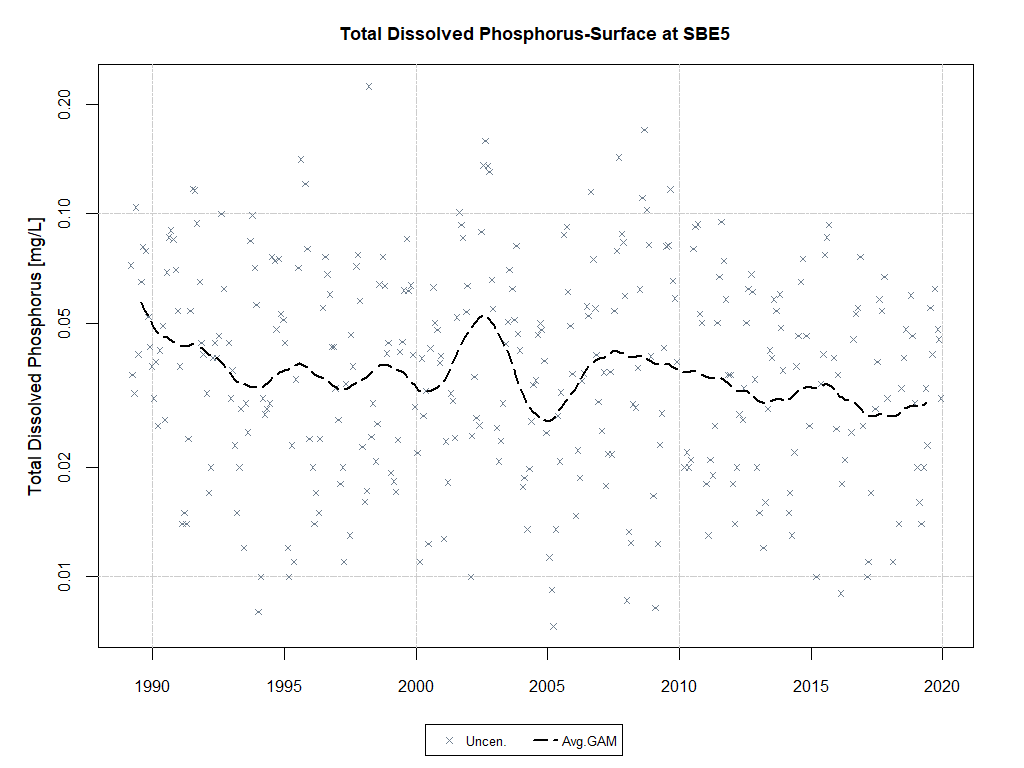 Total Dissolved Phosphorus-Surface at SBE5
Total Dissolved Phosphorus [mg/L]
0.20
0.10
0.05
0.02
0.01
1990 1995 2000 2005 2010 2015 2020
Uncen. Avg.GAM